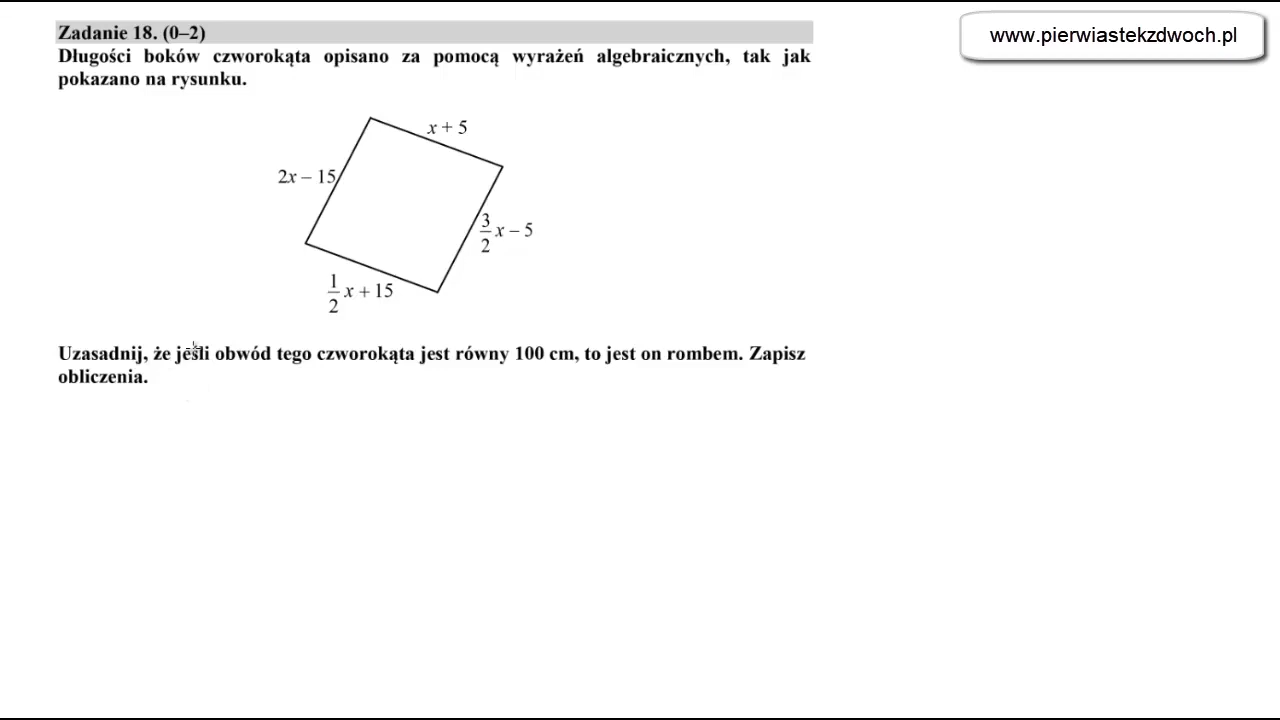 www.pierwiastekzdwoch.pl
Zadanie 18. (0–2)
Długości boków czworokąta opisano za pomocą wyrażeń algebraicznych, tak jak
pokazano na rysunku.
x + 5
2x – 15
3/2 x – 5
1/2 x + 15
Uzasadnij, że jeśli obwód tego czworokąta jest równy 100 cm, to jest on rombem. Zapisz
obliczenia.